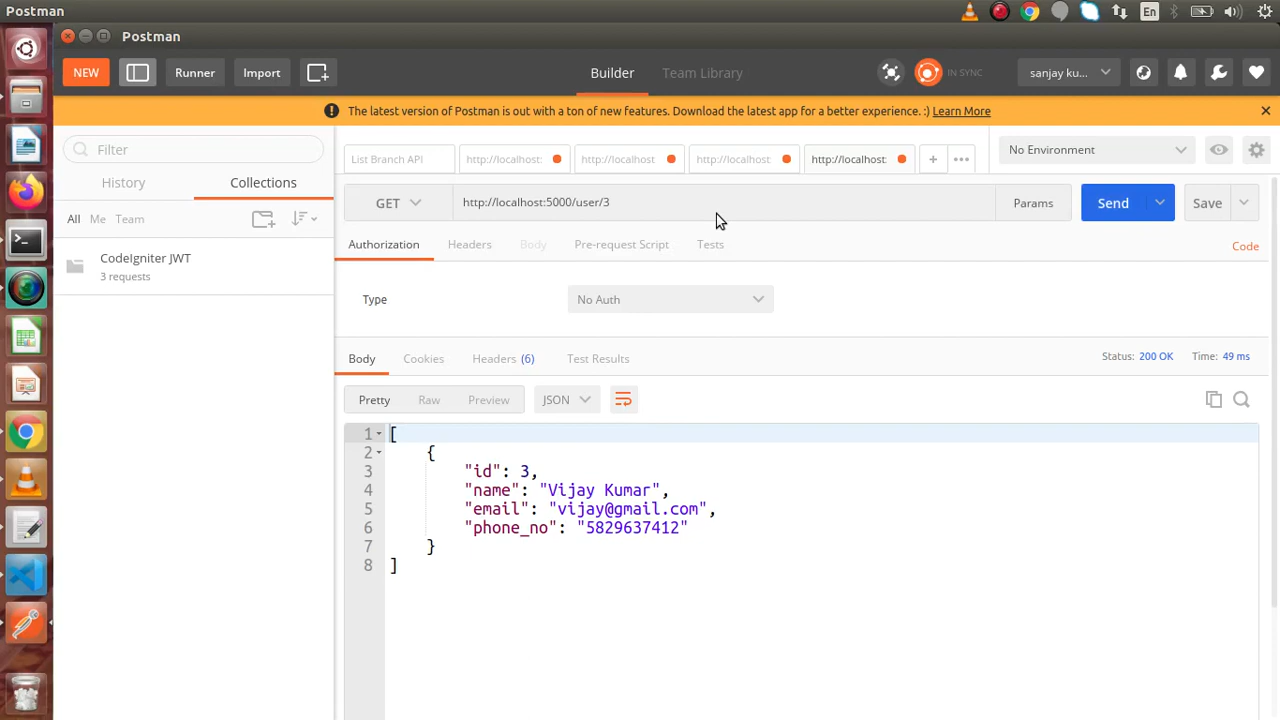 Postman
En
Postman
NEW
Runner
Import
Builder
Team Library
IN SYNC
sanjay ku...
The latest version of Postman is out with a ton of new features. Download the latest app for a better experience. :) Learn More
Filter
History
Collections
All Me Team
CodeIgniter JWT
3 requests
List Branch API
http://localhost:
http://localhost
http://localhost
http://localhost:
+
...
No Environment
GET
http://localhost:5000/user/3
Params
Send
Save
Authorization
Headers
Body
Pre-request Script
Tests
Code
Type
No Auth
Body
Cookies
Headers (6)
Test Results
Status: 200 OK
Time: 49 ms
Pretty
Raw
Preview
JSON
1 [
2 {
3 "id": 3,
4 "name": "Vijay Kumar",
5 "email": "vijay@gmail.com",
6 "phone_no": "5829637412"
7 }
8 ]